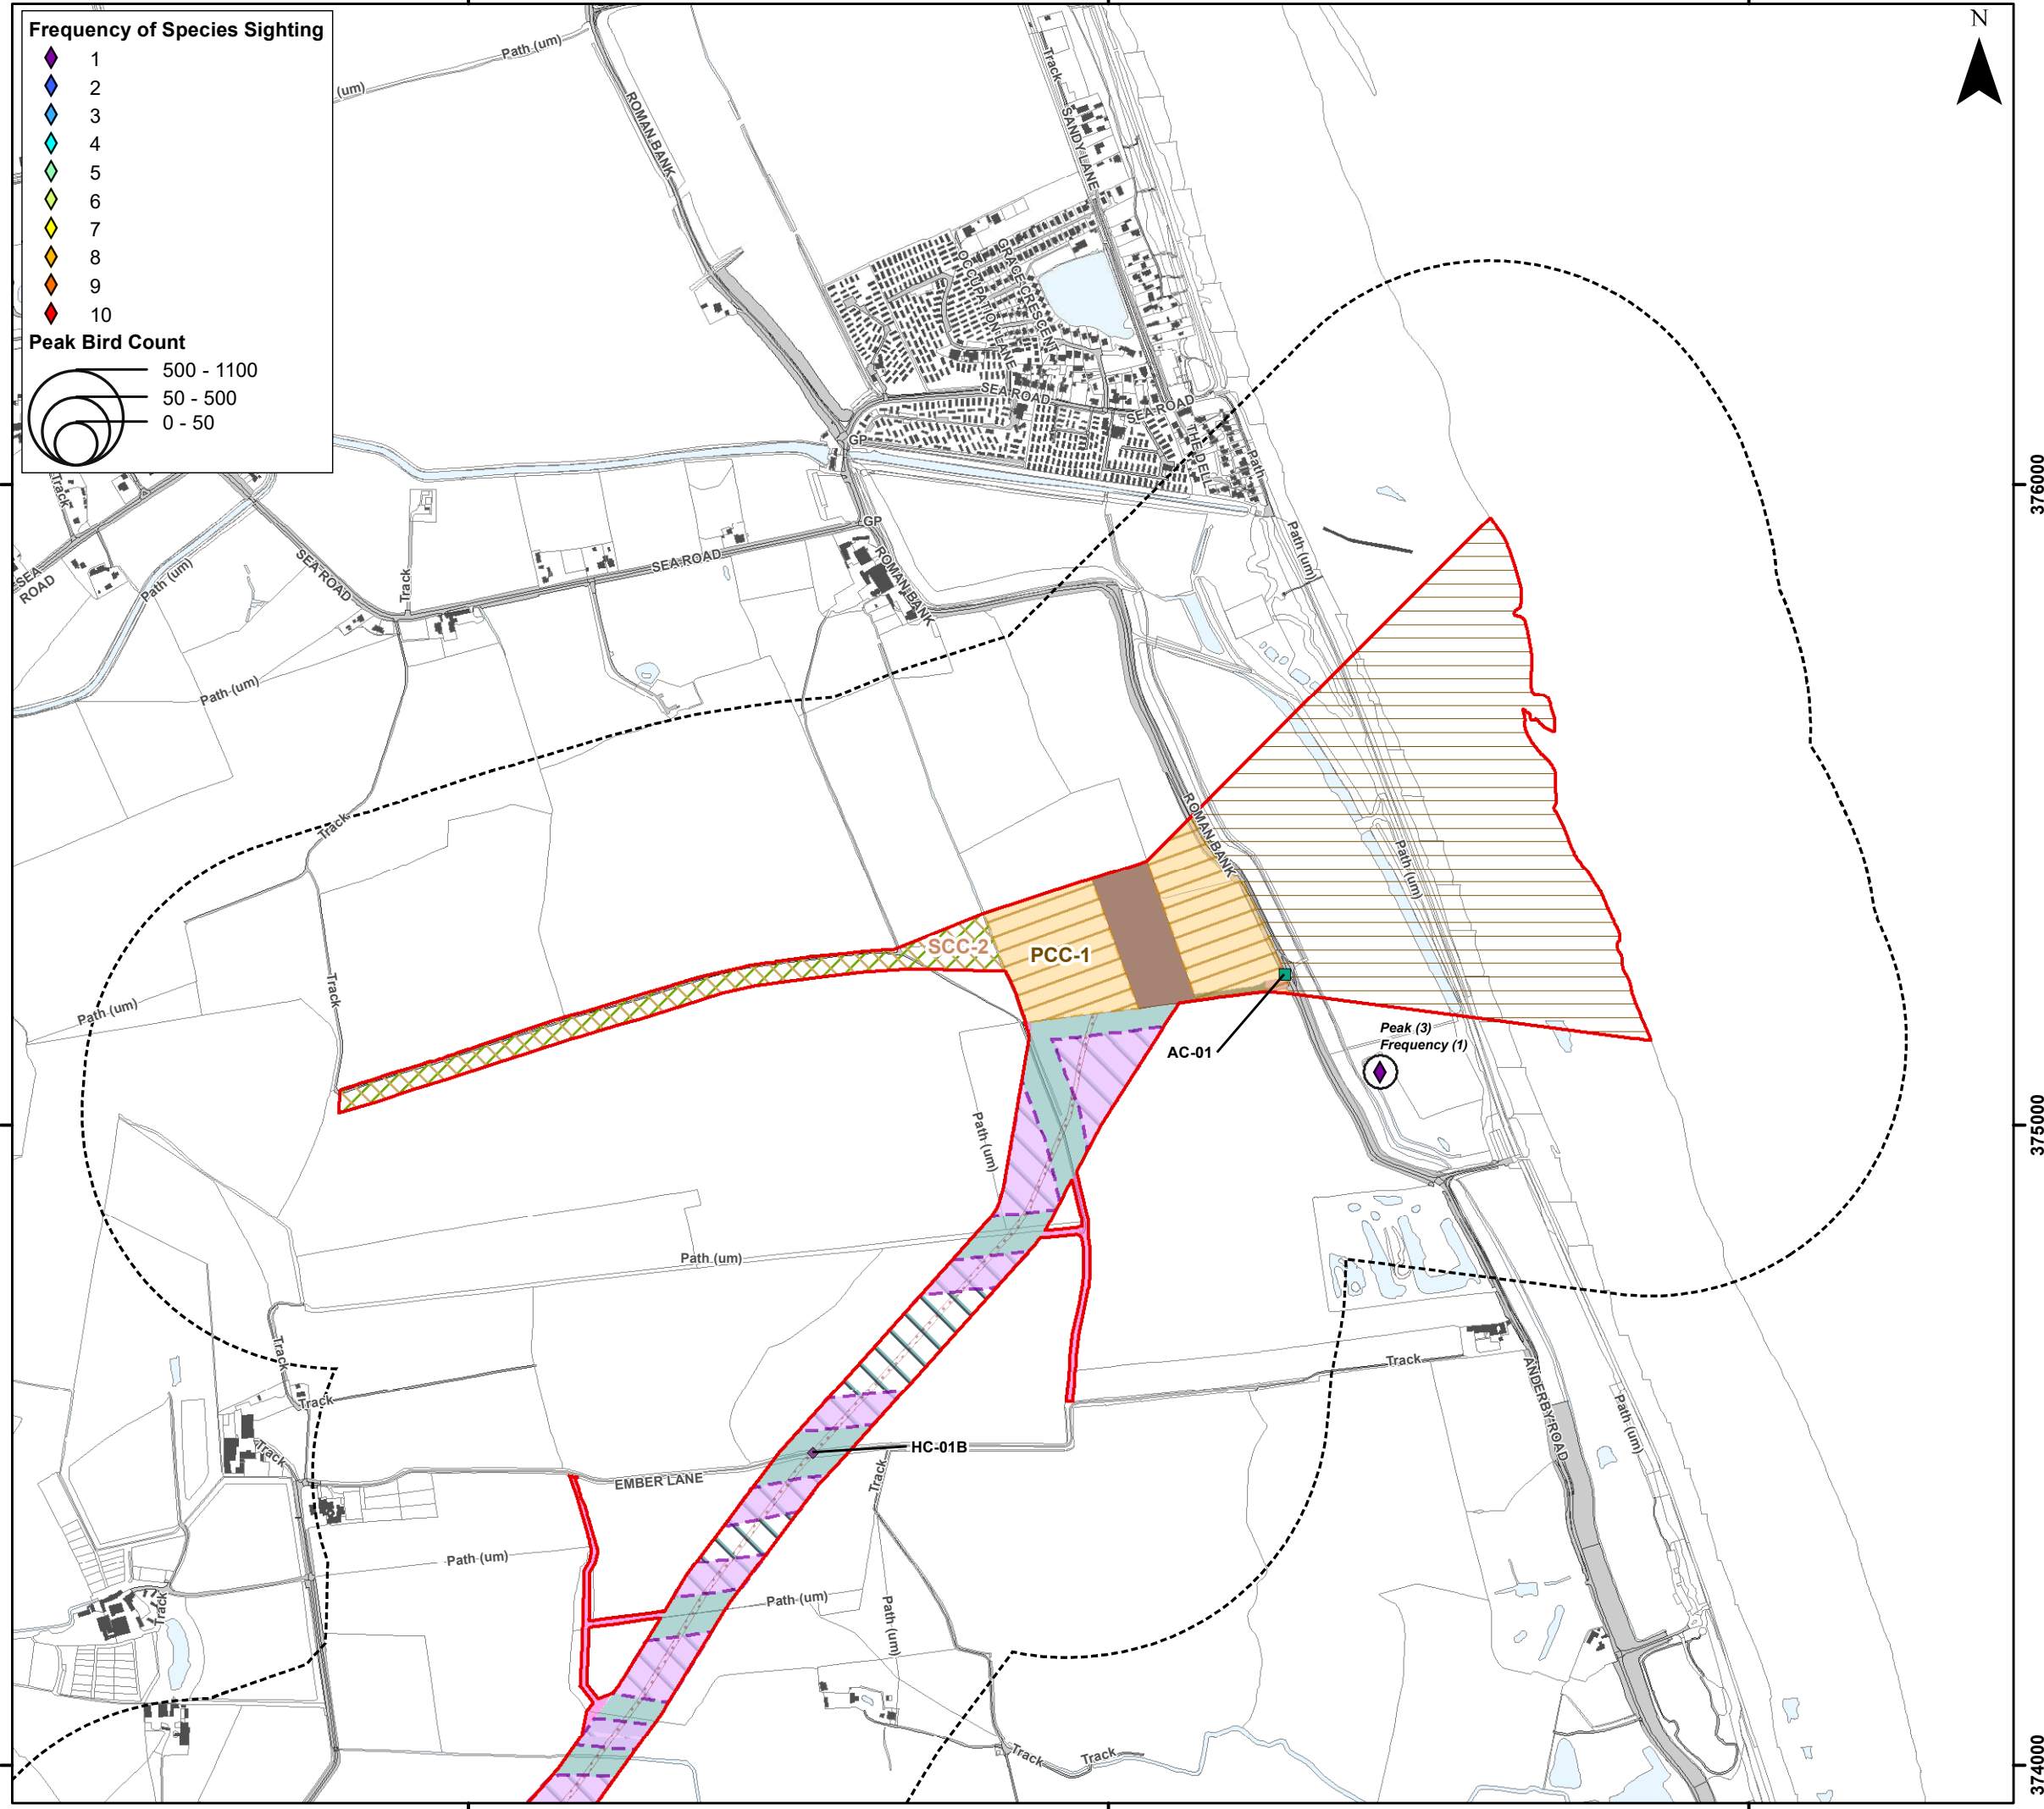 Frequency of Species Sighting
1
2
3
4
5
6
7
8
9
10
Peak Bird Count
500 - 1100
50 - 500
0 - 50
N
Path (um)
(um)
ROMAN BANK
Track
SANDY LANE
GRACE CRESCENT
OCCUPATION LANE
SEA ROAD
SEA ROAD
THE DELL
Path
GP
GP
376000
Track
SEA
ROAD
Path (um)
SEA ROAD
Track
SEA ROAD
ROMAN BANK
Path (um)
Path (um)
Track
ROMAN BANK
Path (um)
SCC-2
PCC-1
Track
Path (um)
AC-01
Peak (3)
Frequency (1)
375000
Path (um)
Path (um)
Track
Track
Track
Track
ANDERBY ROAD
Path (um)
HC-01B
EMBER LANE
Track
Path (um)
Path (um)
Track
Path (um)
Track
Track
374000